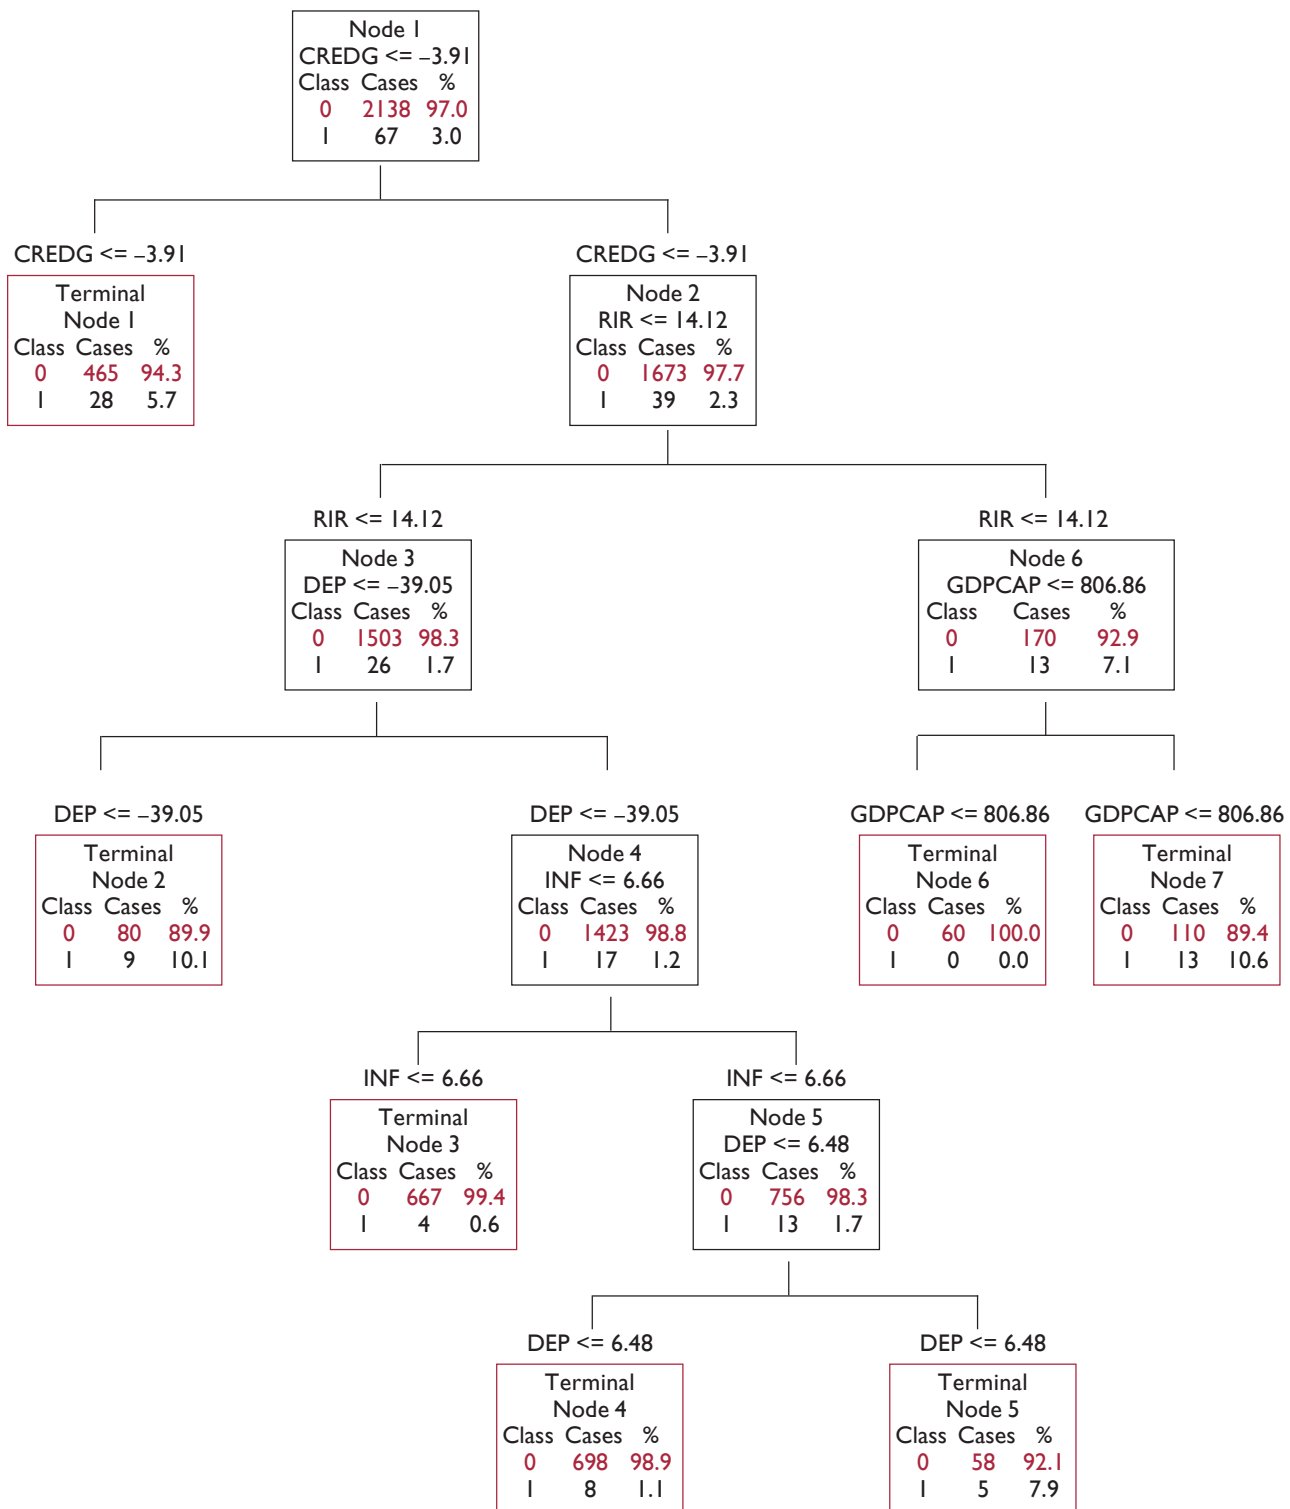 Node 1
CREDG <= –3.91
Class Cases %
0 2138 97.0
1 67 3.0
CREDG <= –3.91
Terminal
Node 1
Class Cases %
0 465 94.3
1 28 5.7
CREDG <= –3.91
Node 2
RIR <= 14.12
Class Cases %
0 1673 97.7
1 39 2.3
RIR <= 14.12
Node 3
DEP <= –39.05
Class Cases %
0 1503 98.3
1 26 1.7
RIR <= 14.12
Node 6
GDPCAP <= 806.86
Class Cases %
0 170 92.9
1 13 7.1
DEP <= –39.05
Terminal
Node 2
Class Cases %
0 80 89.9
1 9 10.1
DEP <= –39.05
Node 4
INF <= 6.66
Class Cases %
0 1423 98.8
1 17 1.2
GDPCAP <= 806.86
Terminal
Node 6
Class Cases %
0 60 100.0
1 0 0.0
GDPCAP <= 806.86
Terminal
Node 7
Class Cases %
0 110 89.4
1 13 10.6
INF <= 6.66
Terminal
Node 3
Class Cases %
0 667 99.4
1 4 0.6
INF <= 6.66
Node 5
DEP <= 6.48
Class Cases %
0 756 98.3
1 13 1.7
DEP <= 6.48
Terminal
Node 4
Class Cases %
0 698 98.9
1 8 1.1
DEP <= 6.48
Terminal
Node 5
Class Cases %
0 58 92.1
1 5 7.9